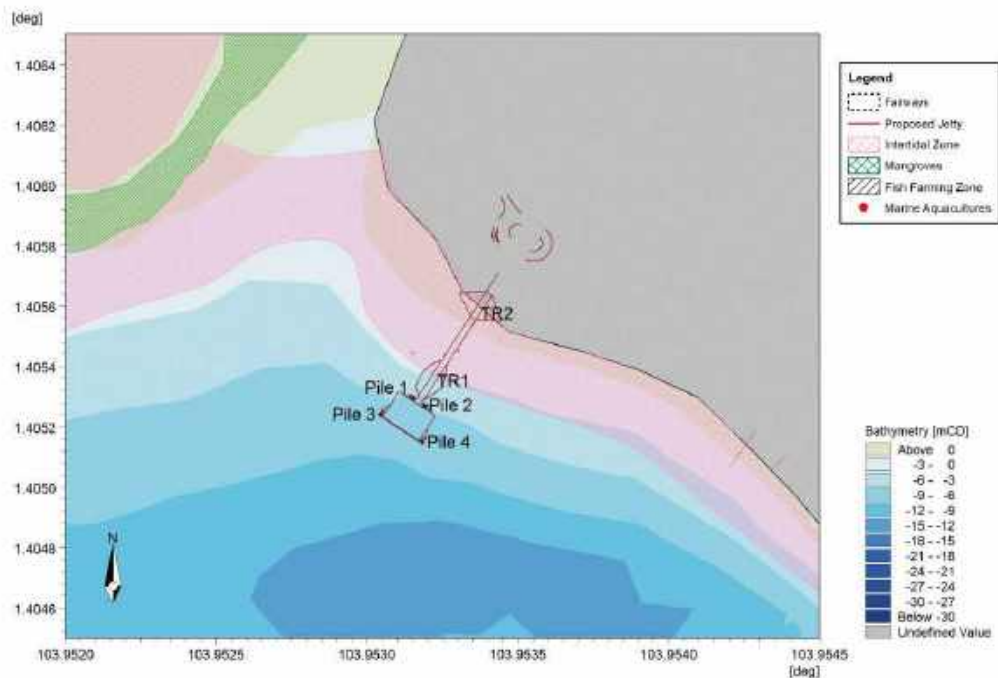 [deg]
1.4064
1.4062
1.4060
1.4058
1.4056
1.4054
1.4052
1.4050
1.4048
1.4046
TR2
TR1
Pile 1
Pile 2
Pile 3
Pile 4
N
103.9520
103.9525
103.9530
103.9535
103.9540
103.9545
[deg]
Legend
Fairways
Proposed Jetty
Intertidal Zone
Mangroves
Fish Farming Zone
Marine Aquacultures
Bathymetry [mCD]
Above 0
-3 - 0
-6 - -3
-9 - -6
-12 - -9
-15 - -12
-18 - -15
-21 - -18
-24 - -21
-27 - -24
-30 - -27
Below -30
Undefined Value